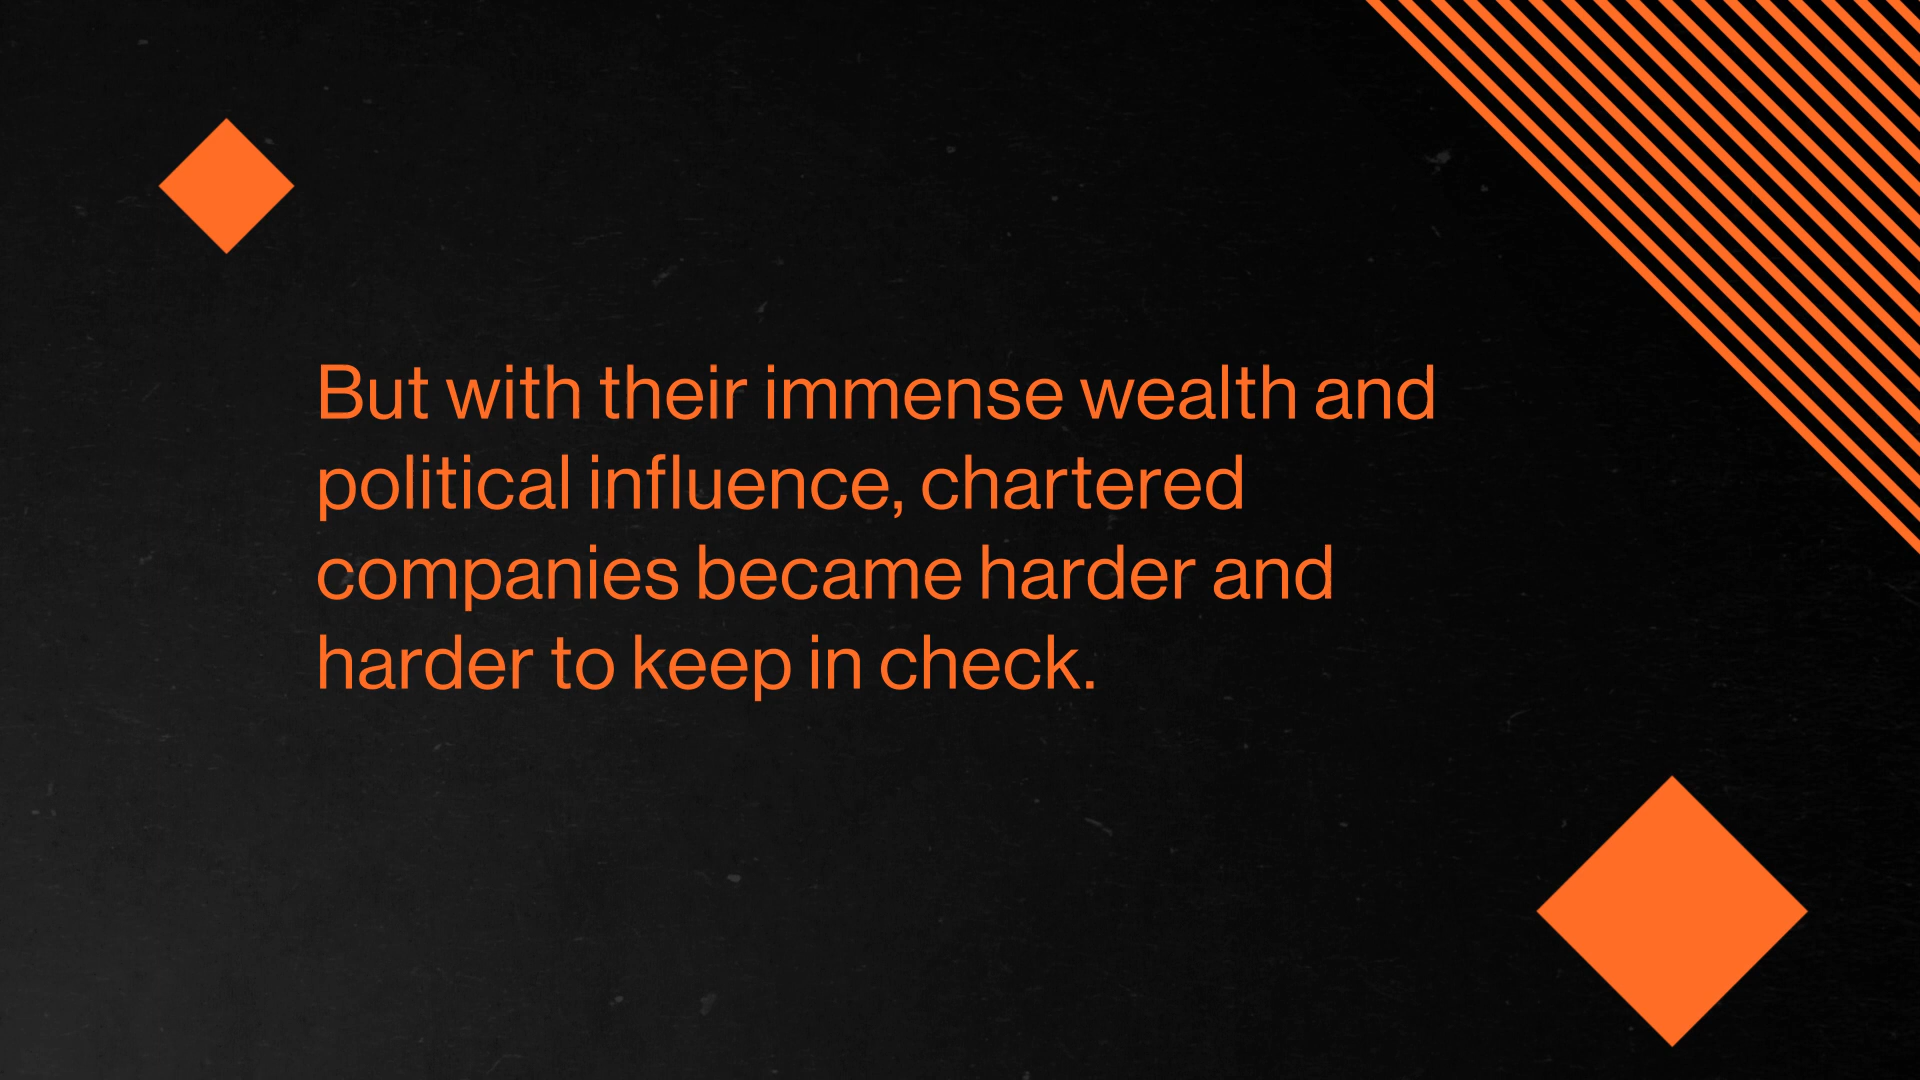 But with their immense wealth and
political influence, chartered
companies became harder and
harder to keep in check.